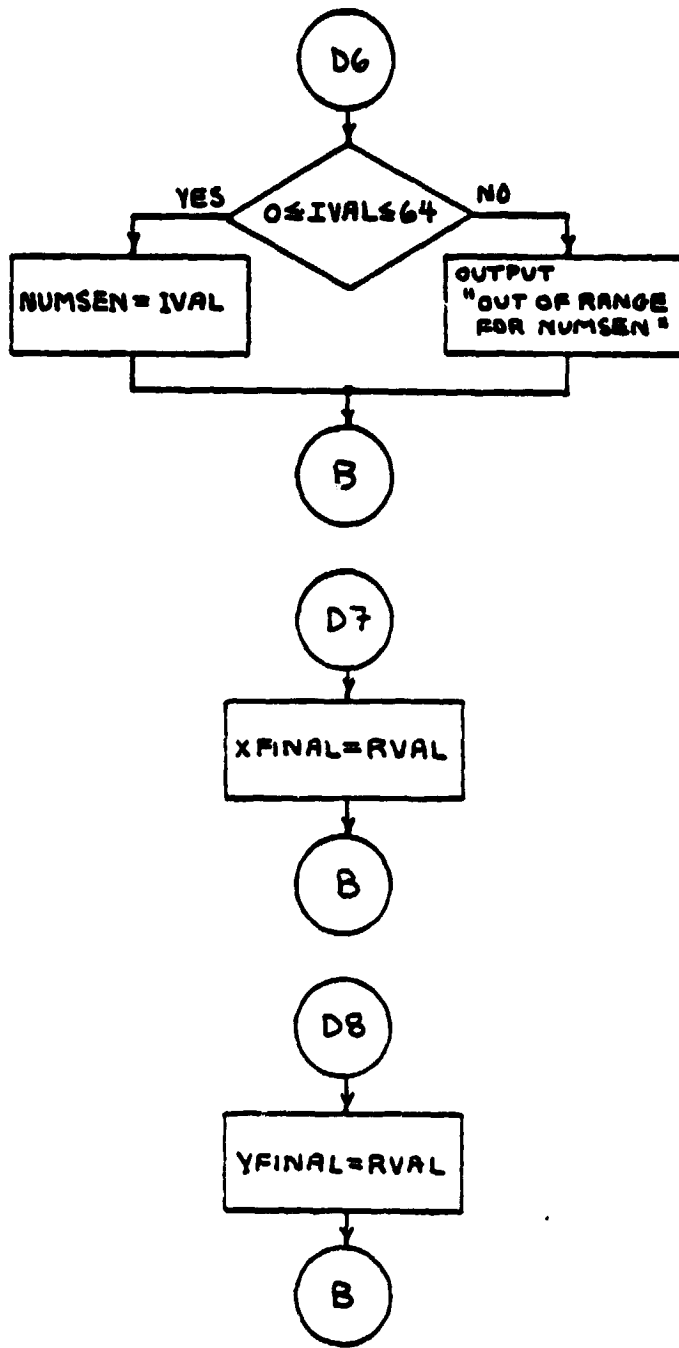 D6
YES
0≤IVAL≤64
NO
NUMSEN = IVAL
OUTPUT
"OUT OF RANGE
FOR NUMSEN"
B
D7
XFINAL=RVAL
B
D8
YFINAL=RVAL
B